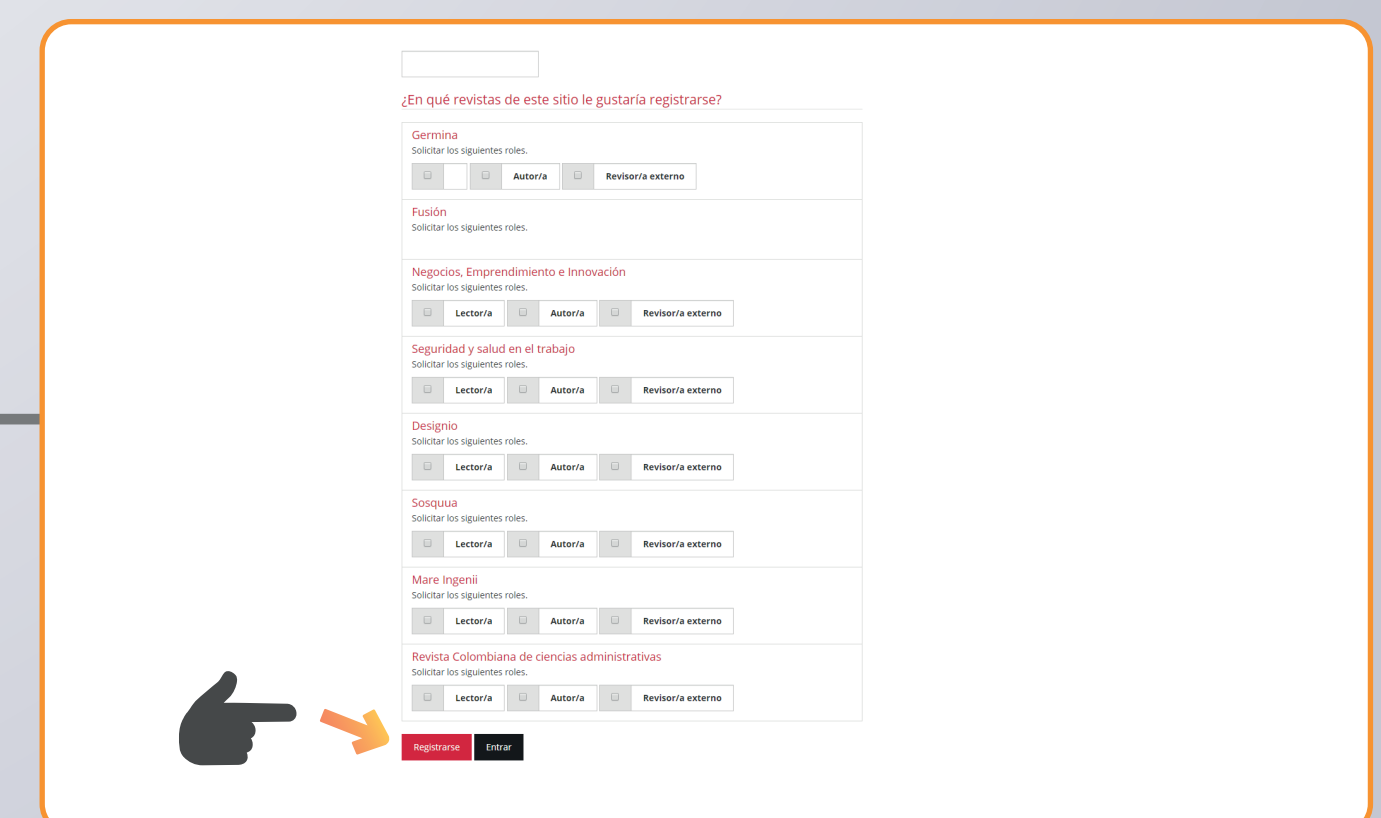 ¿En qué revistas de este sitio le gustaría registrarse?
Germina
Solicitar los siguientes roles.
Autor/a Revisor/a externo
Fusión
Solicitar los siguientes roles.
Negocios, Emprendimiento e Innovación
Solicitar los siguientes roles.
Lector/a Autor/a Revisor/a externo
Seguridad y salud en el trabajo
Solicitar los siguientes roles.
Lector/a Autor/a Revisor/a externo
Designio
Solicitar los siguientes roles.
Lector/a Autor/a Revisor/a externo
Sosquua
Solicitar los siguientes roles.
Lector/a Autor/a Revisor/a externo
Mare Ingenii
Solicitar los siguientes roles.
Lector/a Autor/a Revisor/a externo
Revista Colombiana de ciencias administrativas
Solicitar los siguientes roles.
Lector/a Autor/a Revisor/a externo
Registrarse Entrar